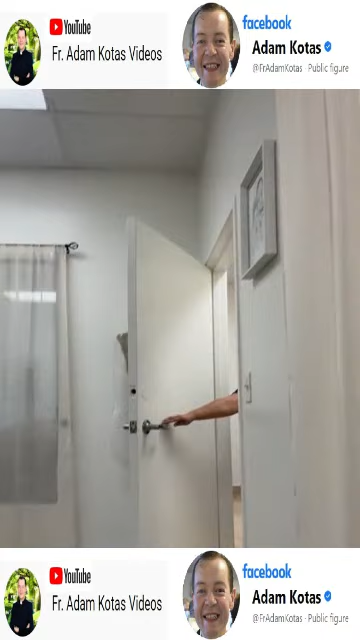 YouTube
Fr. Adam Kotas Videos
facebook
Adam Kotas
@FrAdamKotas · Public figure
YouTube
Fr. Adam Kotas Videos
facebook
Adam Kotas
@FrAdamKotas · Public figure